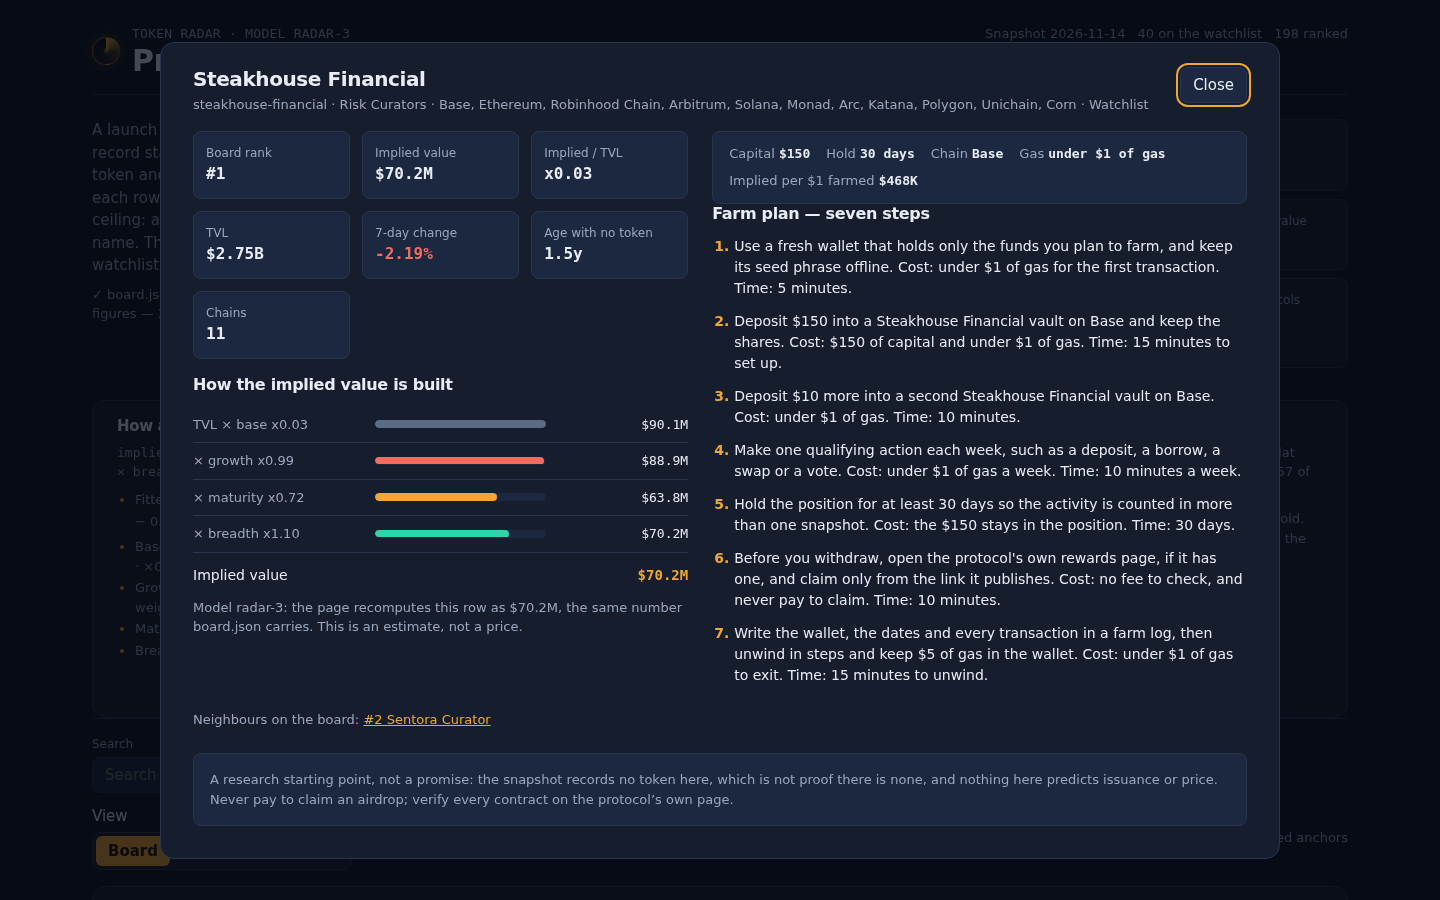 TOKEN RADAR · MODEL RADAR-3
Snapshot 2026-11-14 40 on the watchlist 198 ranked
Steakhouse Financial
Close
steakhouse-financial · Risk Curators · Base, Ethereum, Robinhood Chain, Arbitrum, Solana, Monad, Arc, Katana, Polygon, Unichain, Corn · Watchlist
Board rank
#1
Implied value
$70.2M
Implied / TVL
x0.03
TVL
$2.75B
7-day change
-2.19%
Age with no token
1.5y
Chains
11
How the implied value is built
TVL × base x0.03 $90.1M
× growth x0.99 $88.9M
× maturity x0.72 $63.8M
× breadth x1.10 $70.2M
Implied value $70.2M
Model radar-3: the page recomputes this row as $70.2M, the same number
board.json carries. This is an estimate, not a price.
Capital $150 Hold 30 days Chain Base Gas under $1 of gas
Implied per $1 farmed $468K
Farm plan — seven steps
1. Use a fresh wallet that holds only the funds you plan to farm, and keep
its seed phrase offline. Cost: under $1 of gas for the first transaction.
Time: 5 minutes.
2. Deposit $150 into a Steakhouse Financial vault on Base and keep the
shares. Cost: $150 of capital and under $1 of gas. Time: 15 minutes to
set up.
3. Deposit $10 more into a second Steakhouse Financial vault on Base.
Cost: under $1 of gas. Time: 10 minutes.
4. Make one qualifying action each week, such as a deposit, a borrow, a
swap or a vote. Cost: under $1 of gas a week. Time: 10 minutes a week.
5. Hold the position for at least 30 days so the activity is counted in more
than one snapshot. Cost: the $150 stays in the position. Time: 30 days.
6. Before you withdraw, open the protocol's own rewards page, if it has
one, and claim only from the link it publishes. Cost: no fee to check, and
never pay to claim. Time: 10 minutes.
7. Write the wallet, the dates and every transaction in a farm log, then
unwind in steps and keep $5 of gas in the wallet. Cost: under $1 of gas
to exit. Time: 15 minutes to unwind.
Neighbours on the board: #2 Sentora Curator
A research starting point, not a promise: the snapshot records no token here, which is not proof there is none, and nothing here predicts issuance or price.
Never pay to claim an airdrop; verify every contract on the protocol’s own page.
A launch
token
each row
ceiling:
watchlist
figures —
Search
Search
View
Board
anchors